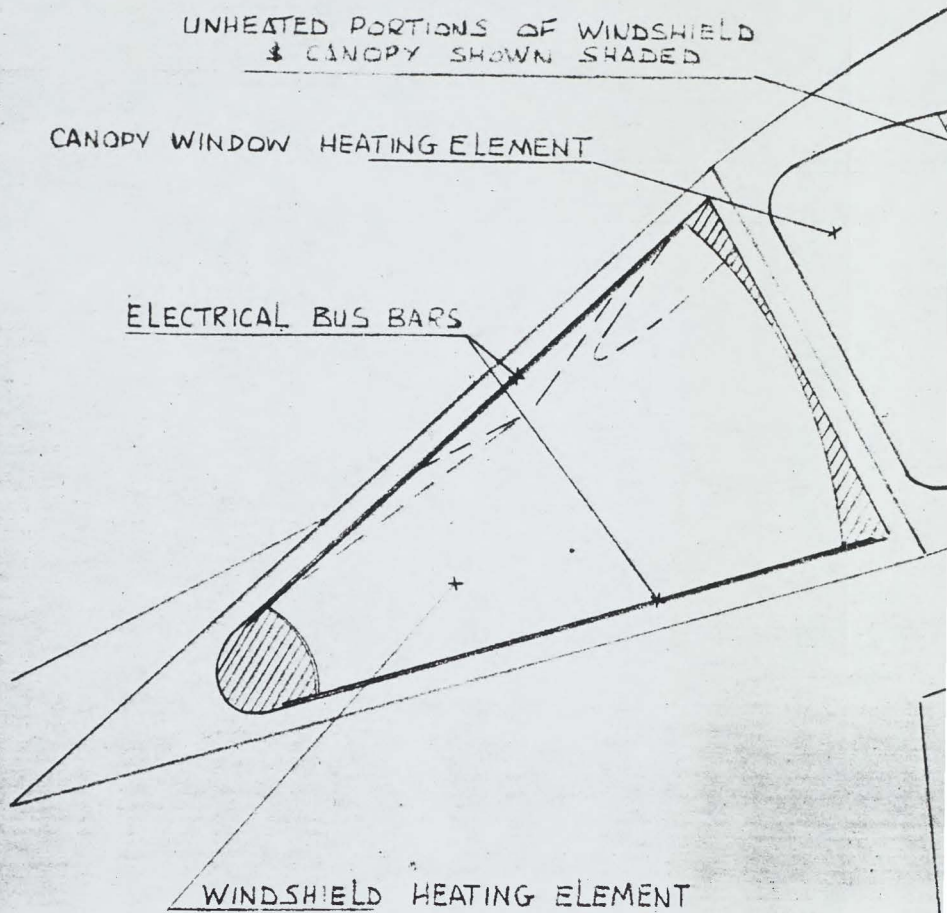 UNHEATED PORTIONS OF WINDSHIELD
& CANOPY SHOWN SHADED
CANOPY WINDOW HEATING ELEMENT
ELECTRICAL BUS BARS
WINDSHIELD HEATING ELEMENT